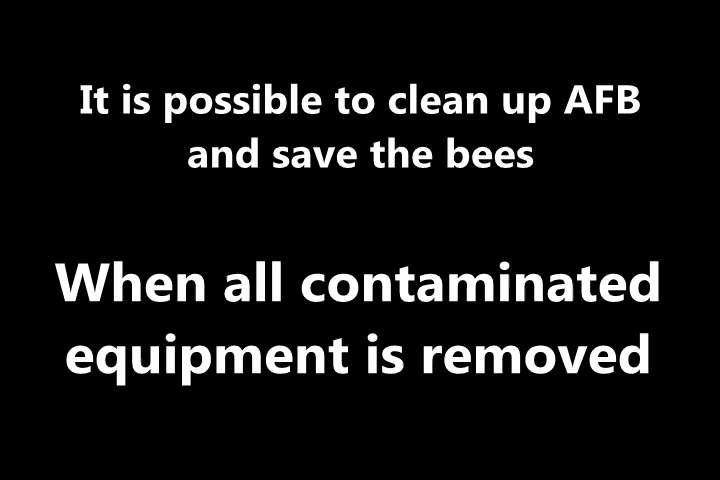 It is possible to clean up AFB
and save the bees
When all contaminated
equipment is removed